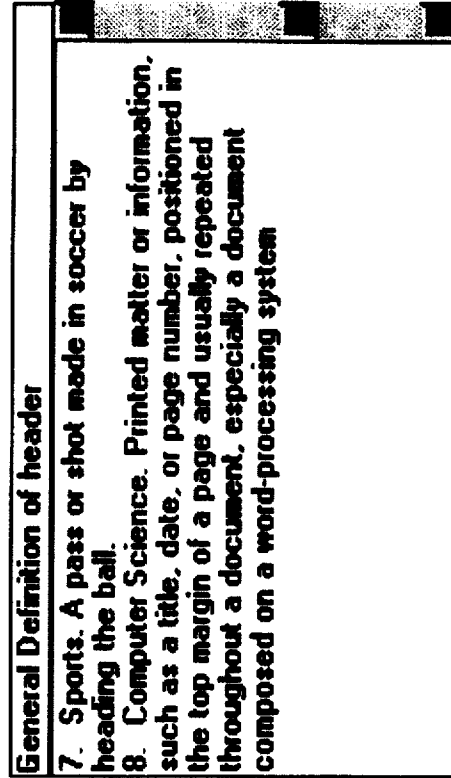 General Definition of header
7. Sports. A pass or shot made in soccer by
heading the ball.
8. Computer Science. Printed matter or information,
such as a title, date, or page number, positioned in
the top margin of a page and usually repeated
throughout a document, especially a document
composed on a word-processing system